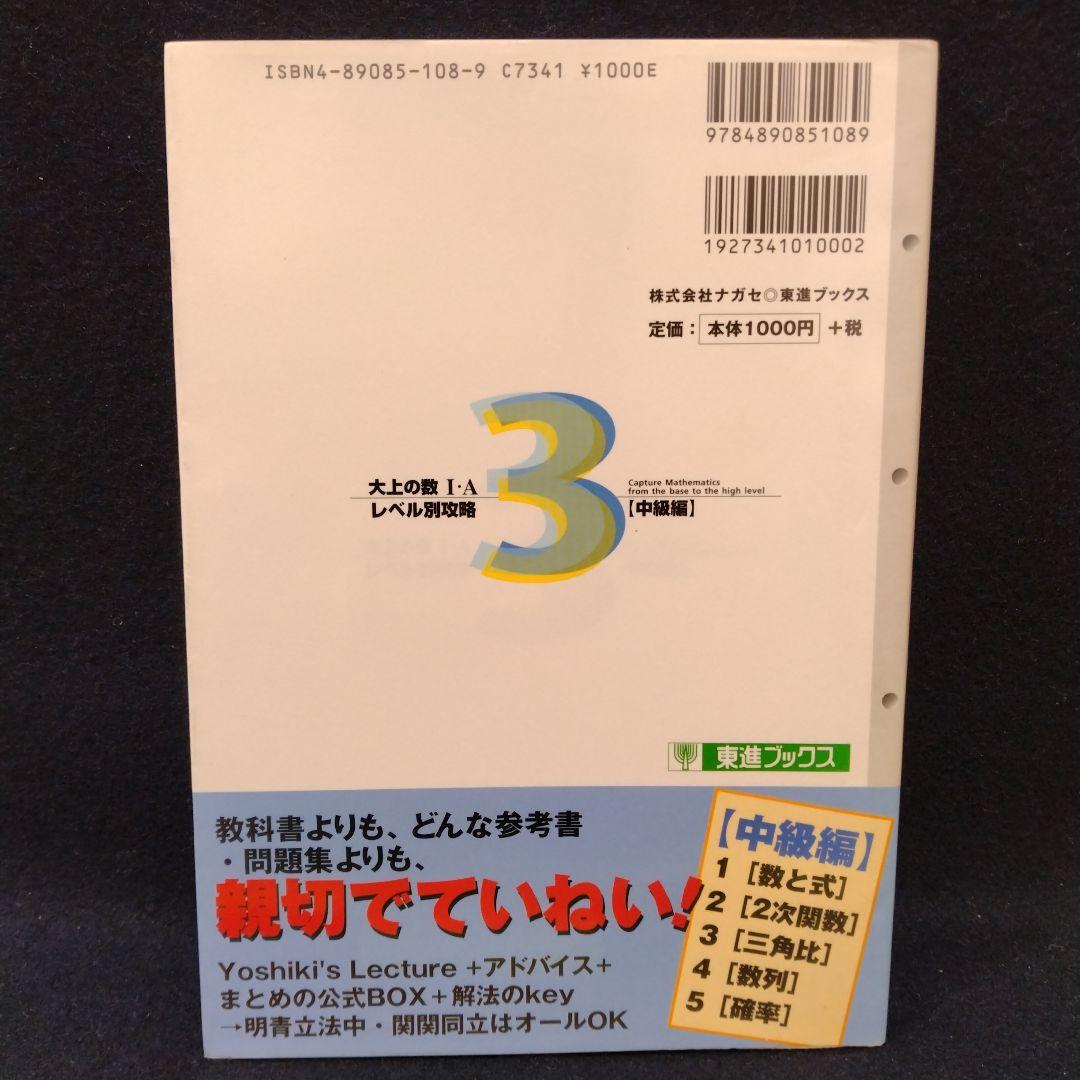 ISBN4-89085-108-9 C7341 ¥1000E
9784890851089
1927341010002
株式会社ナガセ◎東進ブックス
定価： 本体1000円 +税
大上の数 I・A
レベル別攻略
3
Capture Mathematics
from the base to the high level
【中級編】
東進ブックス
教科書よりも、どんな参考書
・問題集よりも、
親切でていねい!
Yoshiki's Lecture +アドバイス+
まとめの公式BOX+解法のkey
→明青立法中・関関同立はオールOK
【中級編】
1 [数と式]
2 [2次関数]
3 [三角比]
4 [数列]
5 [確率]